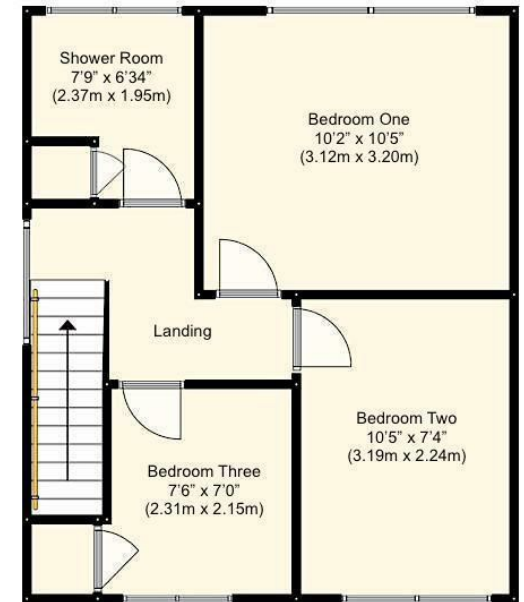 Shower Room
7'9" x 6'34"
(2.37m x 1.95m)
Bedroom One
10'2" x 10'5"
(3.12m x 3.20m)
Landing
Bedroom Two
10'5" x 7'4"
(3.19m x 2.24m)
Bedroom Three
7'6" x 7'0"
(2.31m x 2.15m)